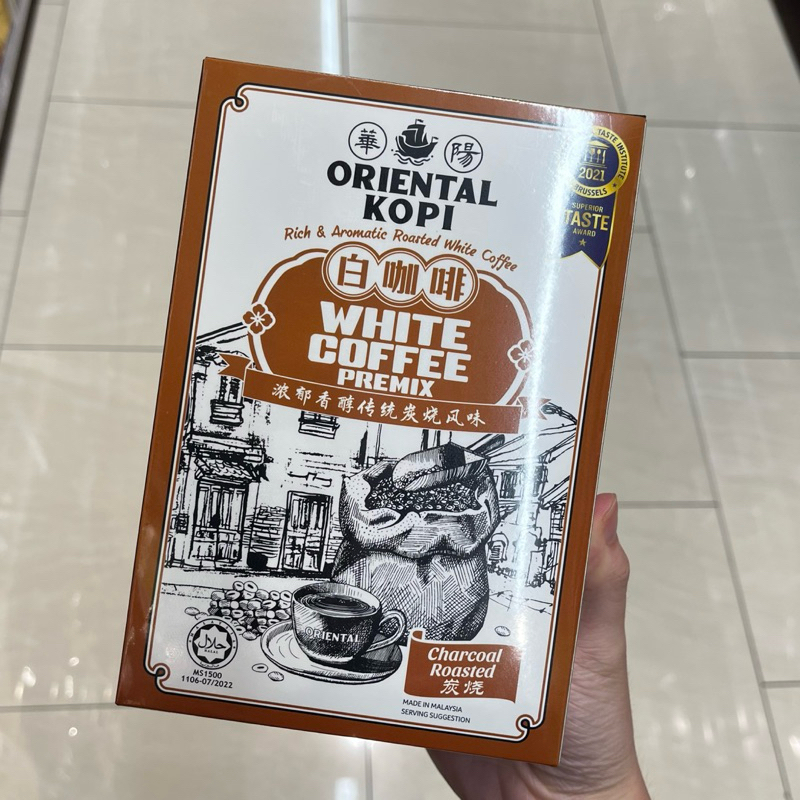 華 陽
ORIENTAL
KOPI
Rich & Aromatic Roasted White Coffee
白咖啡
WHITE
COFFEE
PREMIX
浓郁香醇传统炭烧风味
TASTE INSTITUTE
2021
BRUSSELS
SUPERIOR
TASTE
AWARD
ORIENTAL
Charcoal
Roasted
炭烧
حلال
MS1500
1106-07/2022
MADE IN MALAYSIA
SERVING SUGGESTION